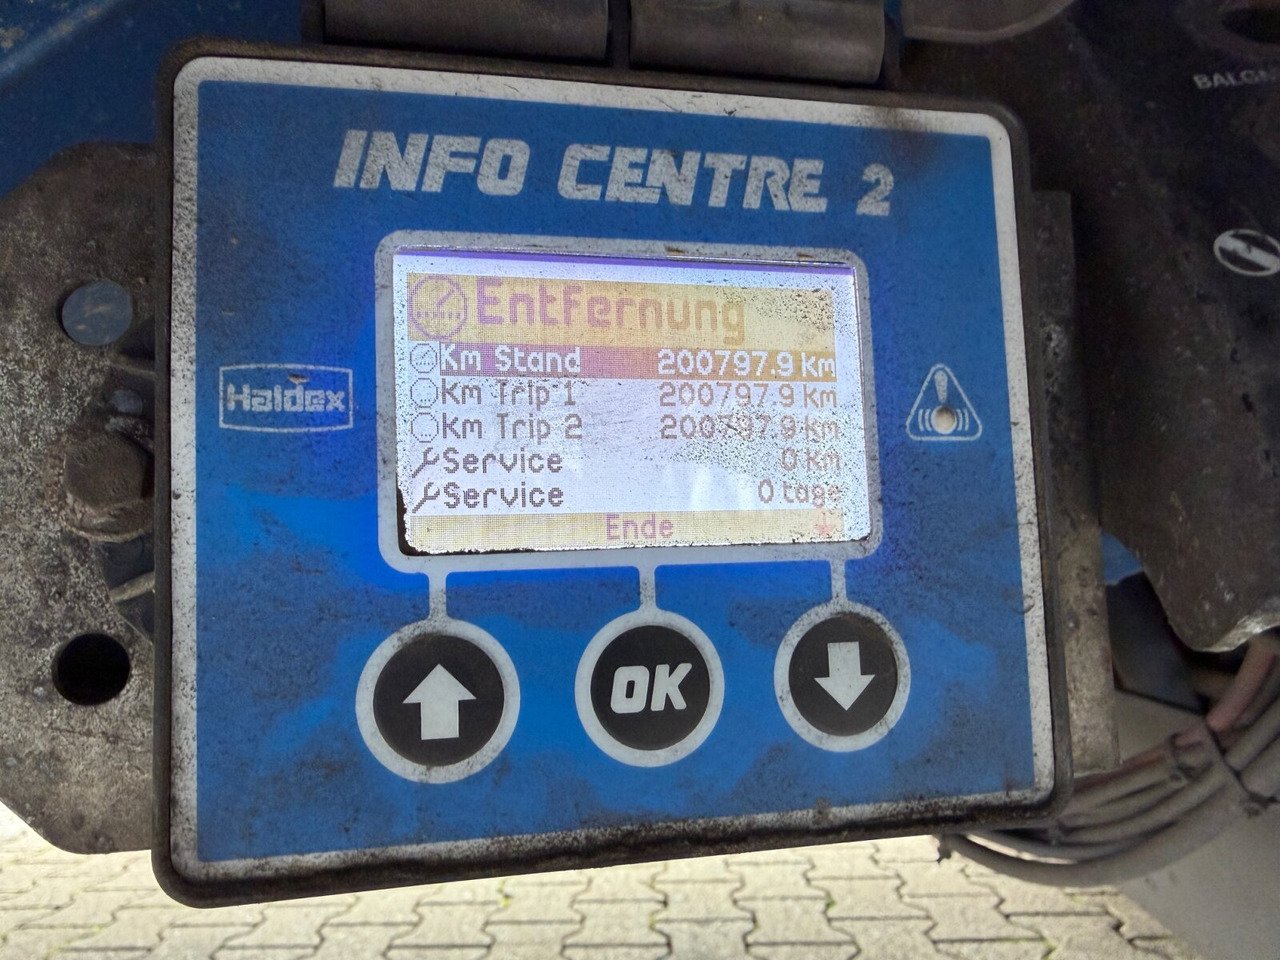 BALG
INFO CENTRE 2
Entfernung
Km Stand 200797.9 km
Km Trip 1 200797.9 km
Km Trip 2 200797.9 km
Service 0 km
Service 0 tage
Ende
Haldex
OK